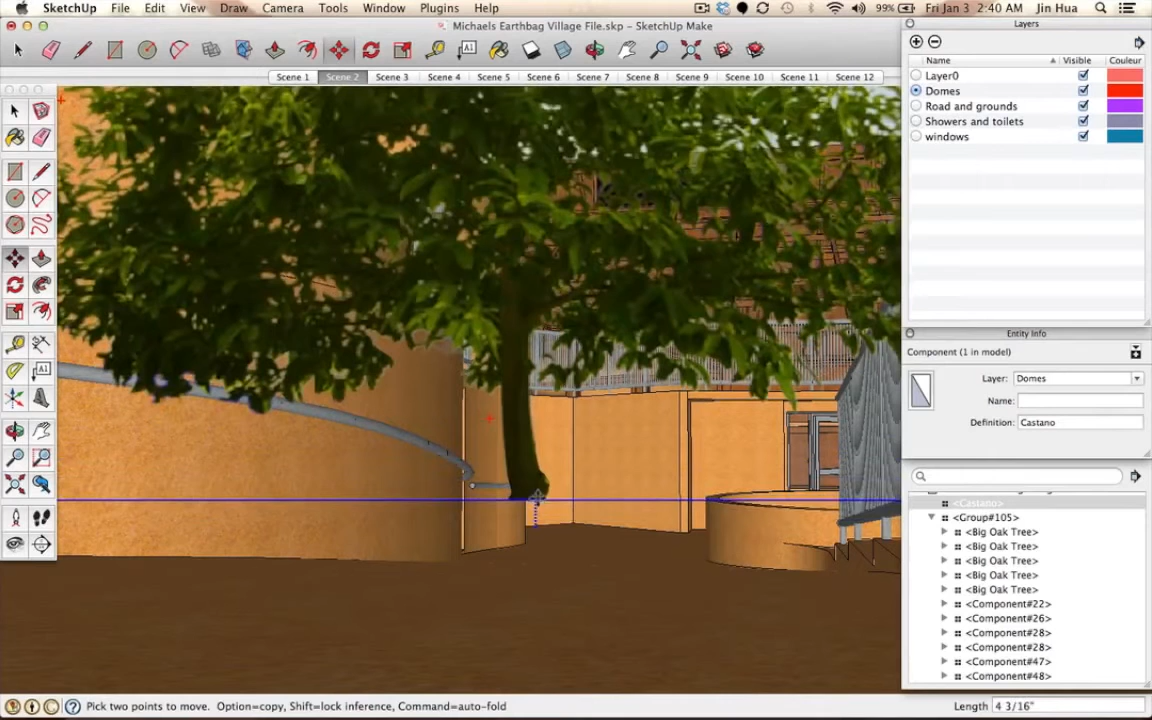 SketchUp File Edit View Draw Camera Tools Window Plugins Help 99% Fri Jan 3 2:40 AM Jin Hua
Michaels Earthbag Village File.skp - SketchUp Make
Scene 1 Scene 2 Scene 3 Scene 4 Scene 5 Scene 6 Scene 7 Scene 8 Scene 9 Scene 10 Scene 11 Scene 12
Layers
Name Visible Couleur
Layer0
Domes
Road and grounds
Showers and toilets
windows
Entity Info
Component (1 in model)
Layer: Domes
Name:
Definition: Castano
<Castano>
<Group#105>
<Big Oak Tree>
<Big Oak Tree>
<Big Oak Tree>
<Big Oak Tree>
<Big Oak Tree>
<Component#22>
<Component#26>
<Component#28>
<Component#28>
<Component#47>
<Component#48>
Pick two points to move. Option=copy, Shift=lock inference, Command=auto-fold
Length 4 3/16"